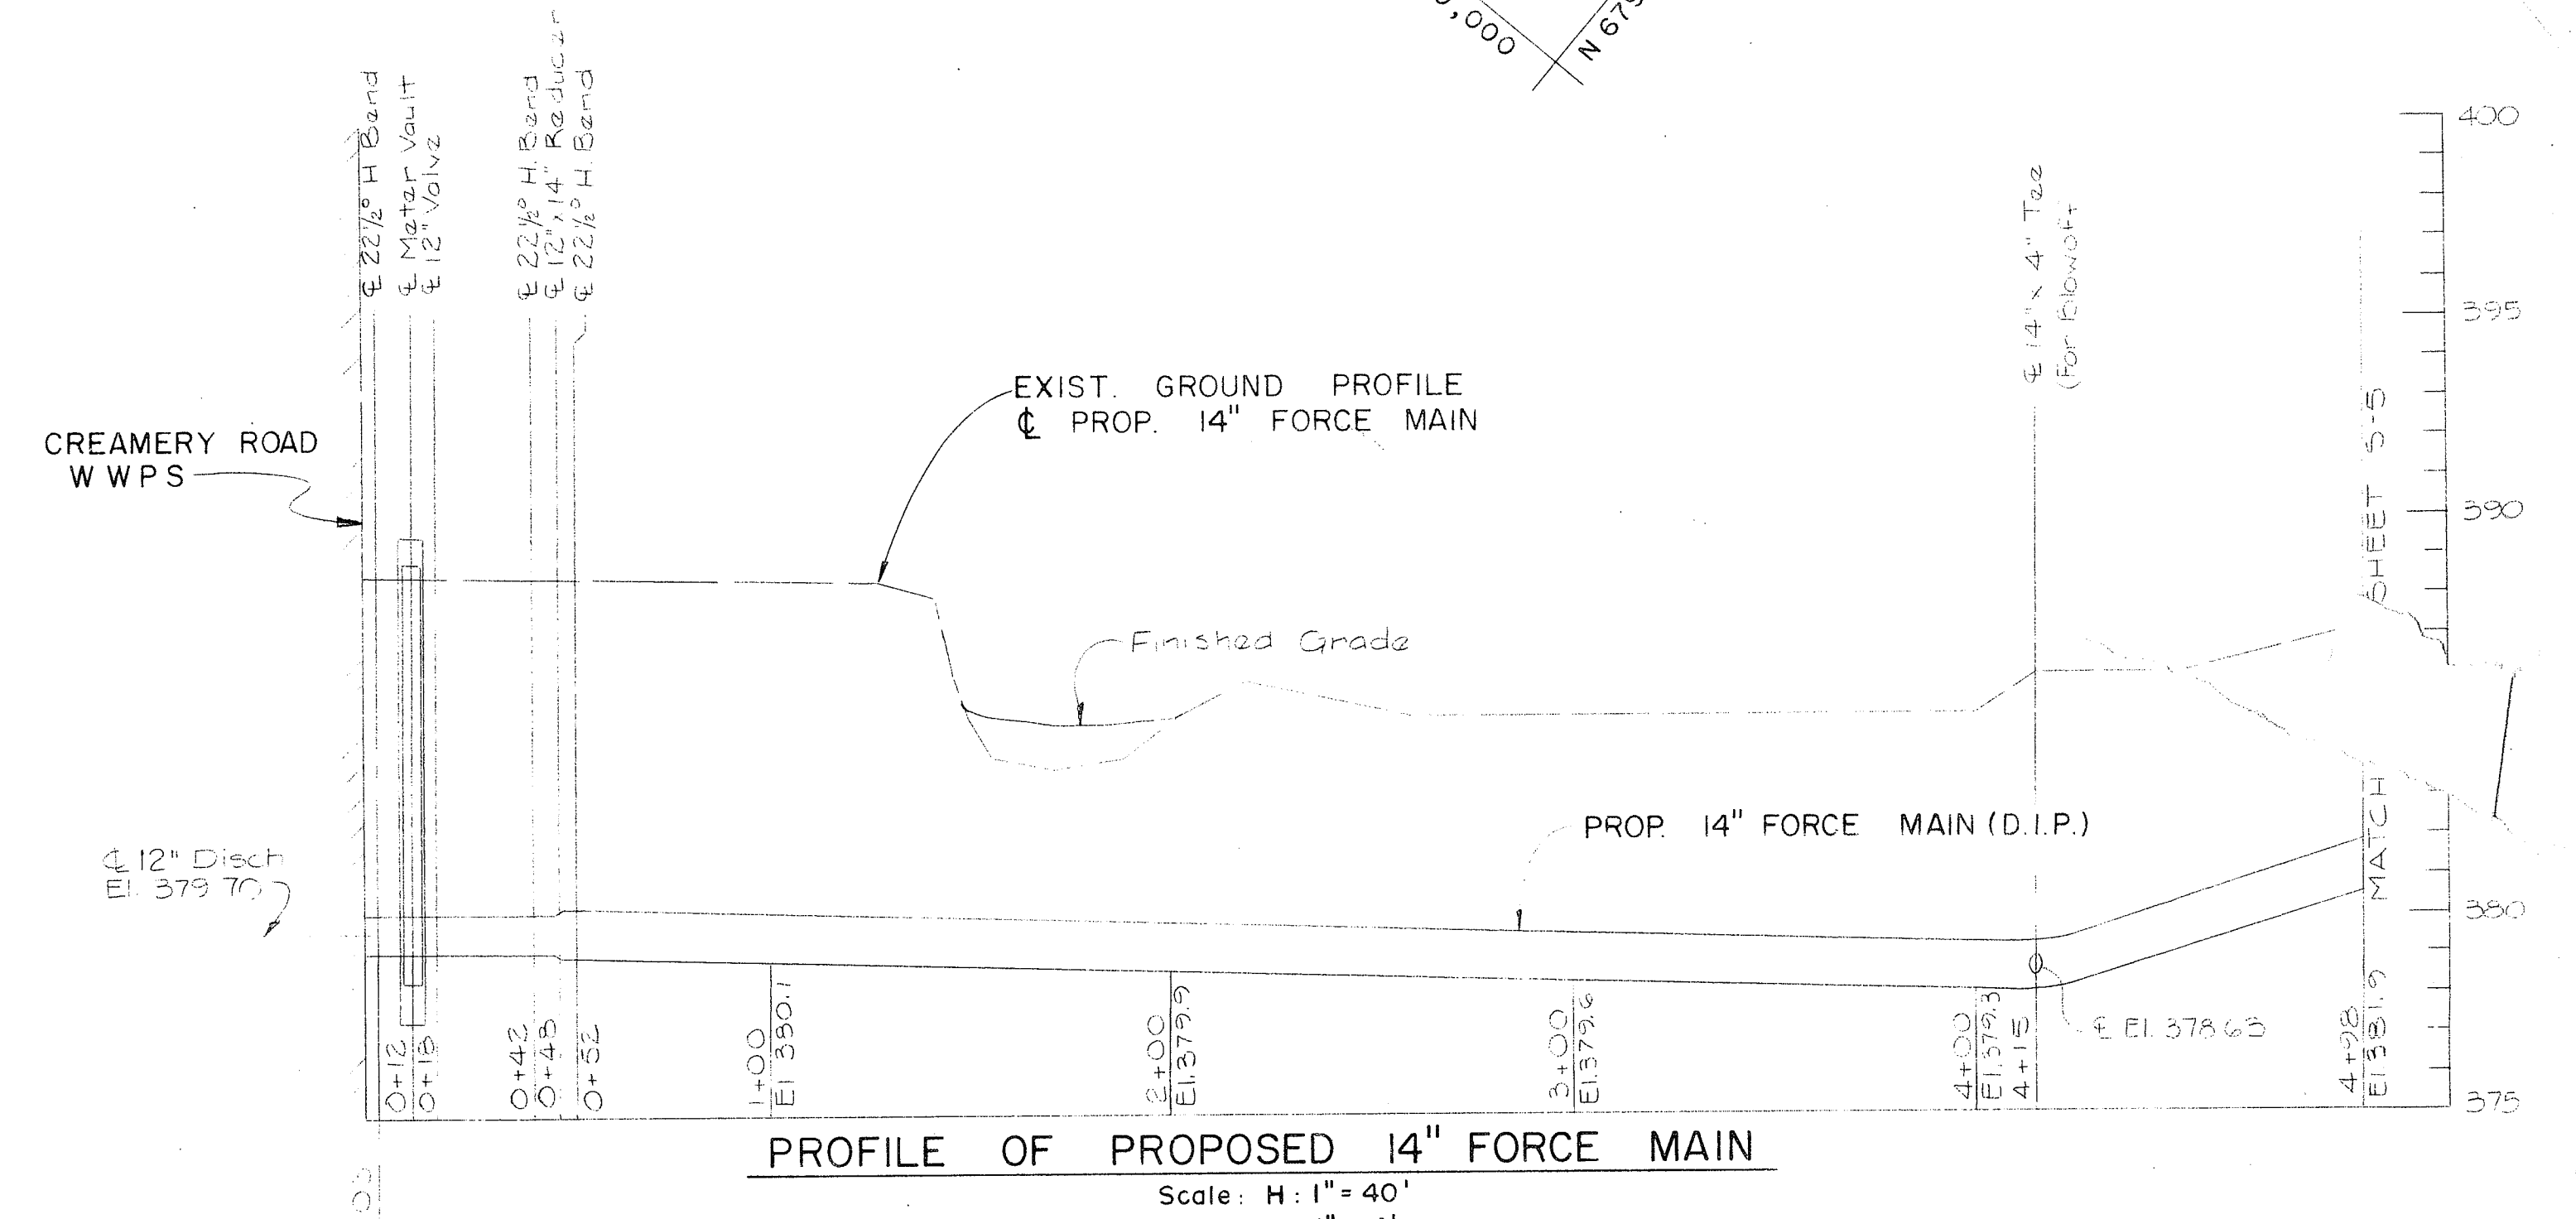 N 679
0,000
℄ 22½° H Bend
℄ Meter Vault
℄ 12" Valve
℄ 22½° H. Bend
℄ 12" x 14" Reducer
℄ 22½° H. Bend
℄ 14" x 4" Tee
(For Blowoff)
400
395
390
380
375
EXIST. GROUND PROFILE
℄ PROP. 14" FORCE MAIN
CREAMERY ROAD
WWPS
Finished Grade
PROP. 14" FORCE MAIN (D.I.P.)
℄ 12" Disch
El. 379 70
MATCH
SHEET S-5
0+12
0+18
0+42
0+48
0+52
1+00
El 380.1
2+00
El.379.9
3+00
El.379.6
4+00
El.379.3
4+15
℄ El. 378 63
4+98
El 381.9
PROFILE OF PROPOSED 14" FORCE MAIN
Scale: H: 1" = 40'